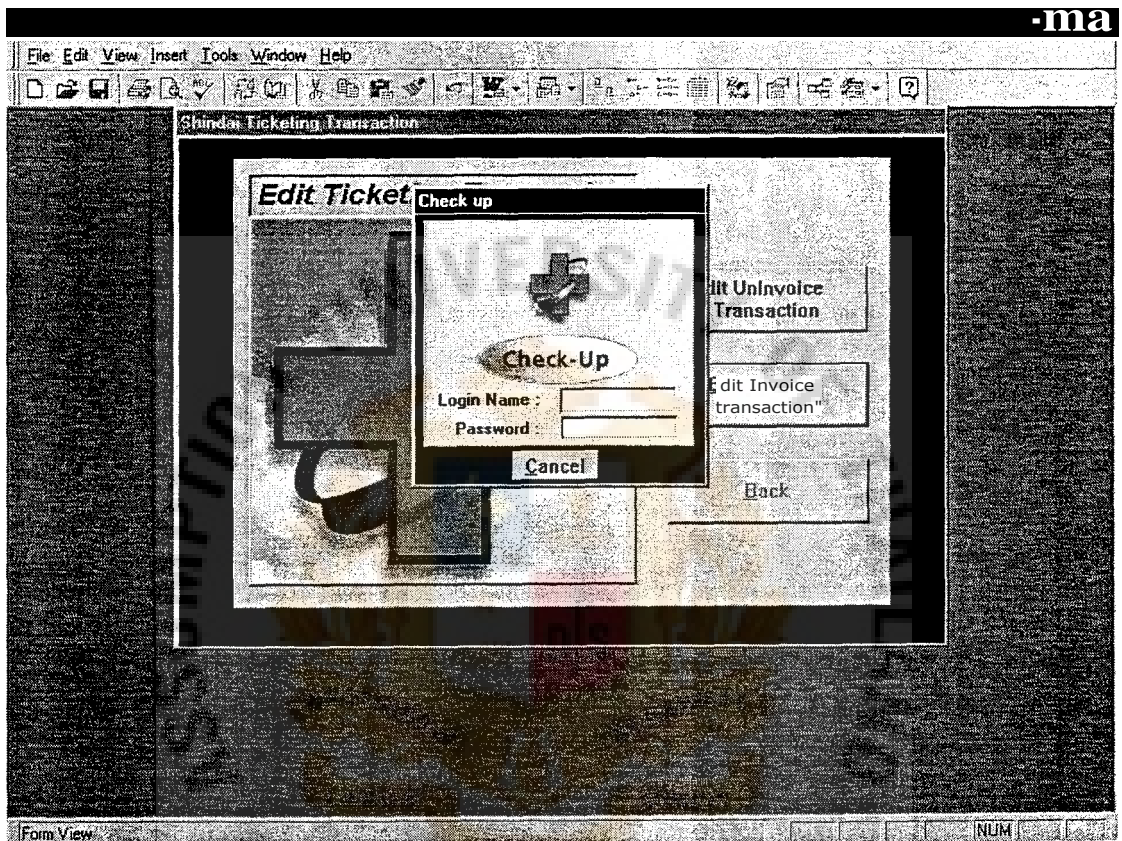 -ma
File Edit View Insert Tools Window Help
Shindai Ticketing Transaction
Edit Ticket
Check up
Check-Up
Login Name :
Password :
Cancel
dit UnInvoice
Transaction
E dit Invoice
transaction"
Back
Form View
NUM